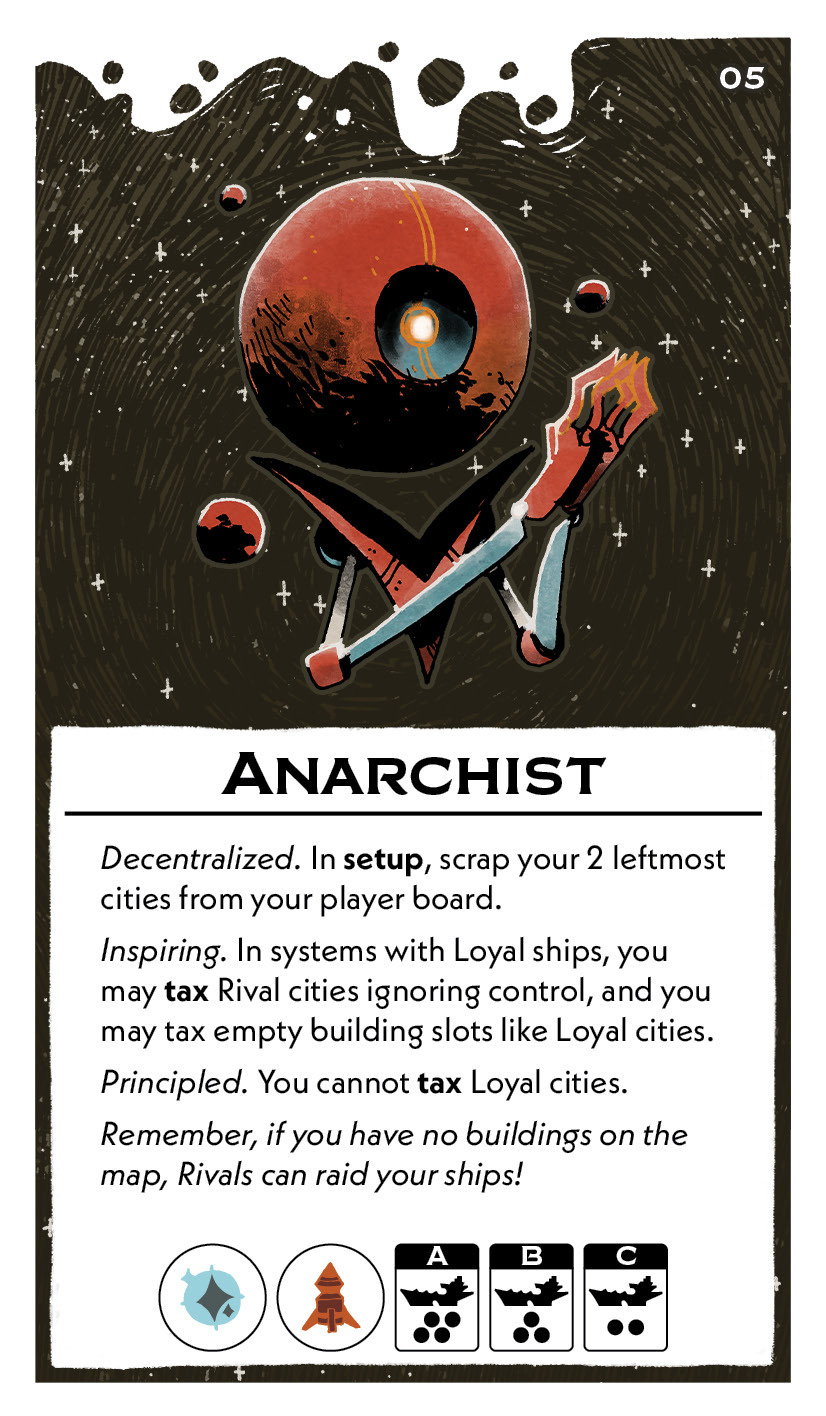 05
ANARCHIST
Decentralized. In setup, scrap your 2 leftmost
cities from your player board.
Inspiring. In systems with Loyal ships, you
may tax Rival cities ignoring control, and you
may tax empty building slots like Loyal cities.
Principled. You cannot tax Loyal cities.
Remember, if you have no buildings on the
map, Rivals can raid your ships!
A B C